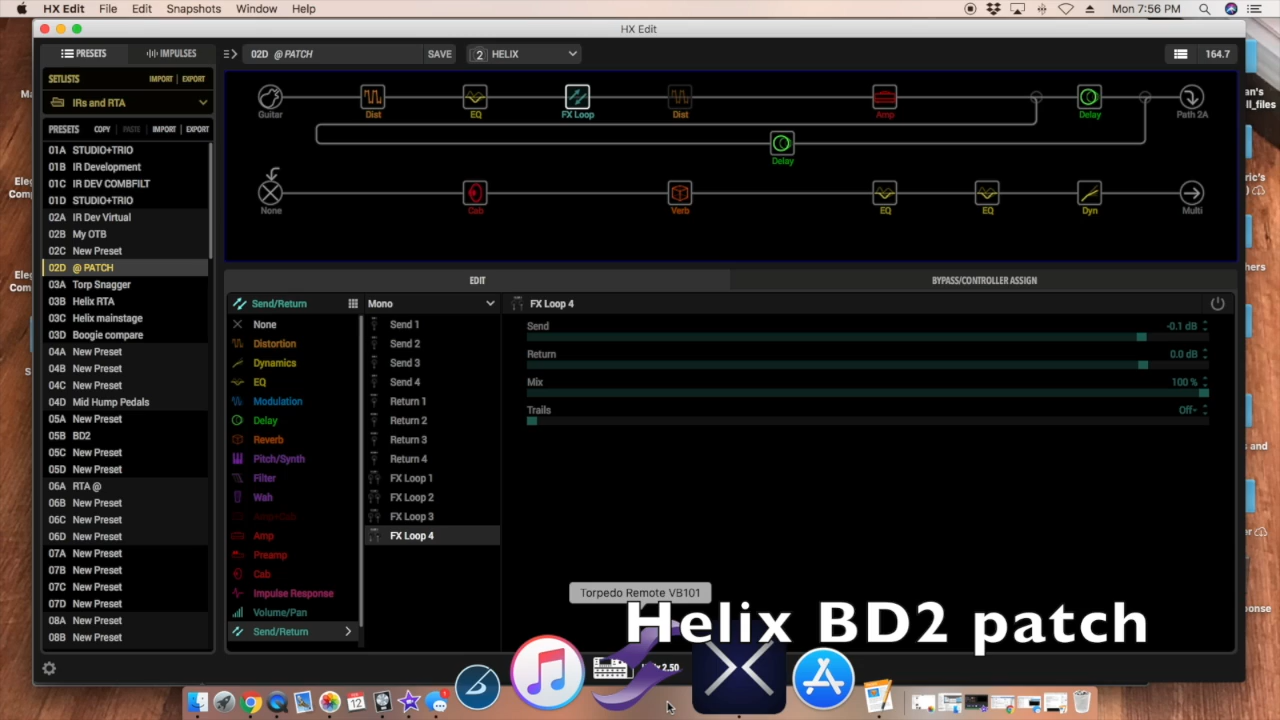 HX Edit File Edit Snapshots Window Help Mon 7:56 PM
HX Edit
PRESETS IMPULSES 02D @ PATCH SAVE 2 HELIX 164.7
SETLISTS IMPORT EXPORT
IRs and RTA
PRESETS COPY PASTE IMPORT EXPORT
Guitar Dist EQ FX Loop Dist Amp Delay Path 2A
Delay
None Cab Verb EQ EQ Dyn Multi
01A STUDIO+TRIO
01B IR Development
01C IR DEV COMBFILT
01D STUDIO+TRIO
02A IR Dev Virtual
02B My OTB
02C New Preset
02D @ PATCH
03A Torp Snagger
03B Helix RTA
03C Helix mainstage
03D Boogie compare
04A New Preset
04B New Preset
04C New Preset
04D Mid Hump Pedals
05A New Preset
05B BD2
05C New Preset
05D New Preset
06A RTA @
06B New Preset
06C New Preset
06D New Preset
07A New Preset
07B New Preset
07C New Preset
07D New Preset
08A New Preset
08B New Preset
EDIT BYPASS/CONTROLLER ASSIGN
Send/Return Mono FX Loop 4
None
Distortion
Dynamics
EQ
Modulation
Delay
Reverb
Pitch/Synth
Filter
Wah
Amp+Cab
Amp
Preamp
Cab
Impulse Response
Volume/Pan
Send/Return
Send 1
Send 2
Send 3
Send 4
Return 1
Return 2
Return 3
Return 4
FX Loop 1
FX Loop 2
FX Loop 3
FX Loop 4
Send -0.1 dB
Return 0.0 dB
Mix 100 %
Trails Off
Torpedo Remote VB101
Helix BD2 patch
2.50
12